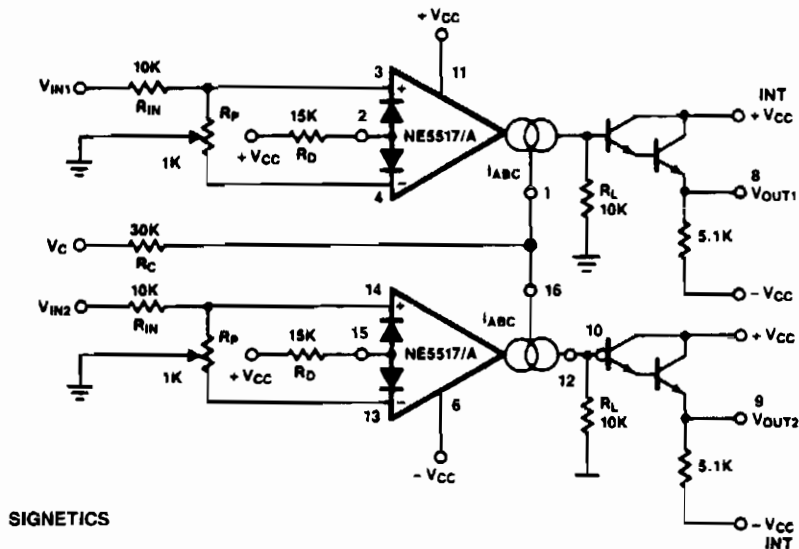 + VCC
10K
3
11
INT
VIN1
+
+ VCC
RIN
RP
15K
2
NE5517/A
+ VCC
RD
1K
IABC
8
VOUT1
4
−
1
RL
10K
5.1K
30K
VC
RC
− VCC
10K
14
16
VIN2
+
IABC
RIN
RP
15K
15
10
+ VCC
NE5517/A
+ VCC
RD
12
1K
9
VOUT2
13
−
6
RL
10K
5.1K
− VCC
SIGNETICS
− VCC
INT